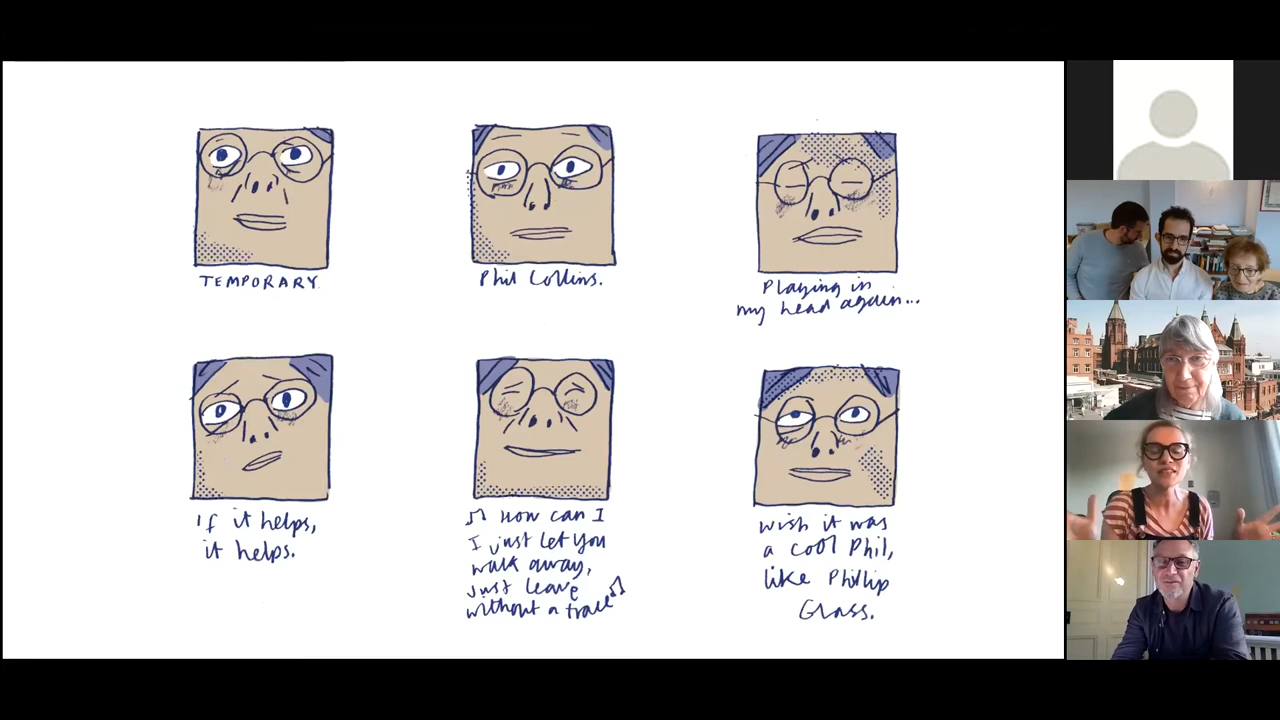 TEMPORARY.
Phil Collins.
Playing in
my head again...
If it helps,
it helps.
♫ How can I
I just let you
walk away,
just leave
without a trace ♫
wish it was
a cool Phil,
like Phillip
Glass.